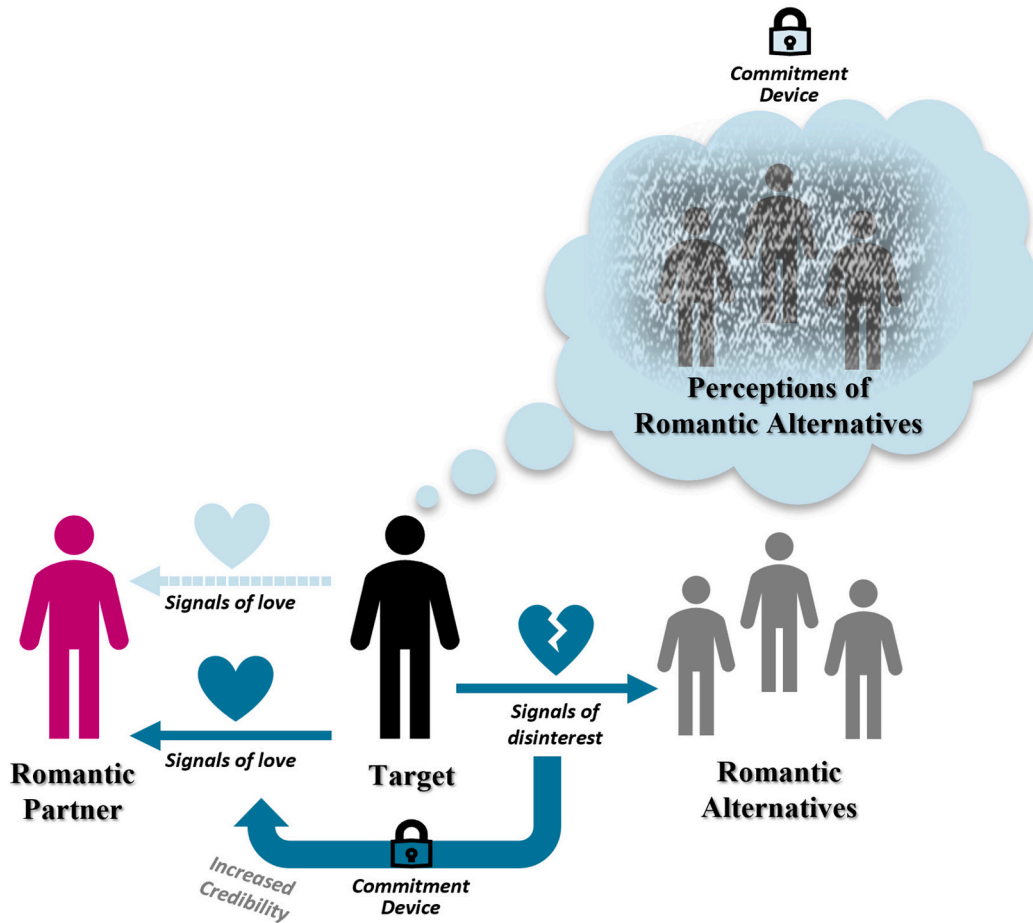 Commitment
Device
Perceptions of
Romantic Alternatives
Signals of love
Signals of love
Signals of
disinterest
Romantic
Partner
Target
Romantic
Alternatives
Increased
Credibility
Commitment
Device